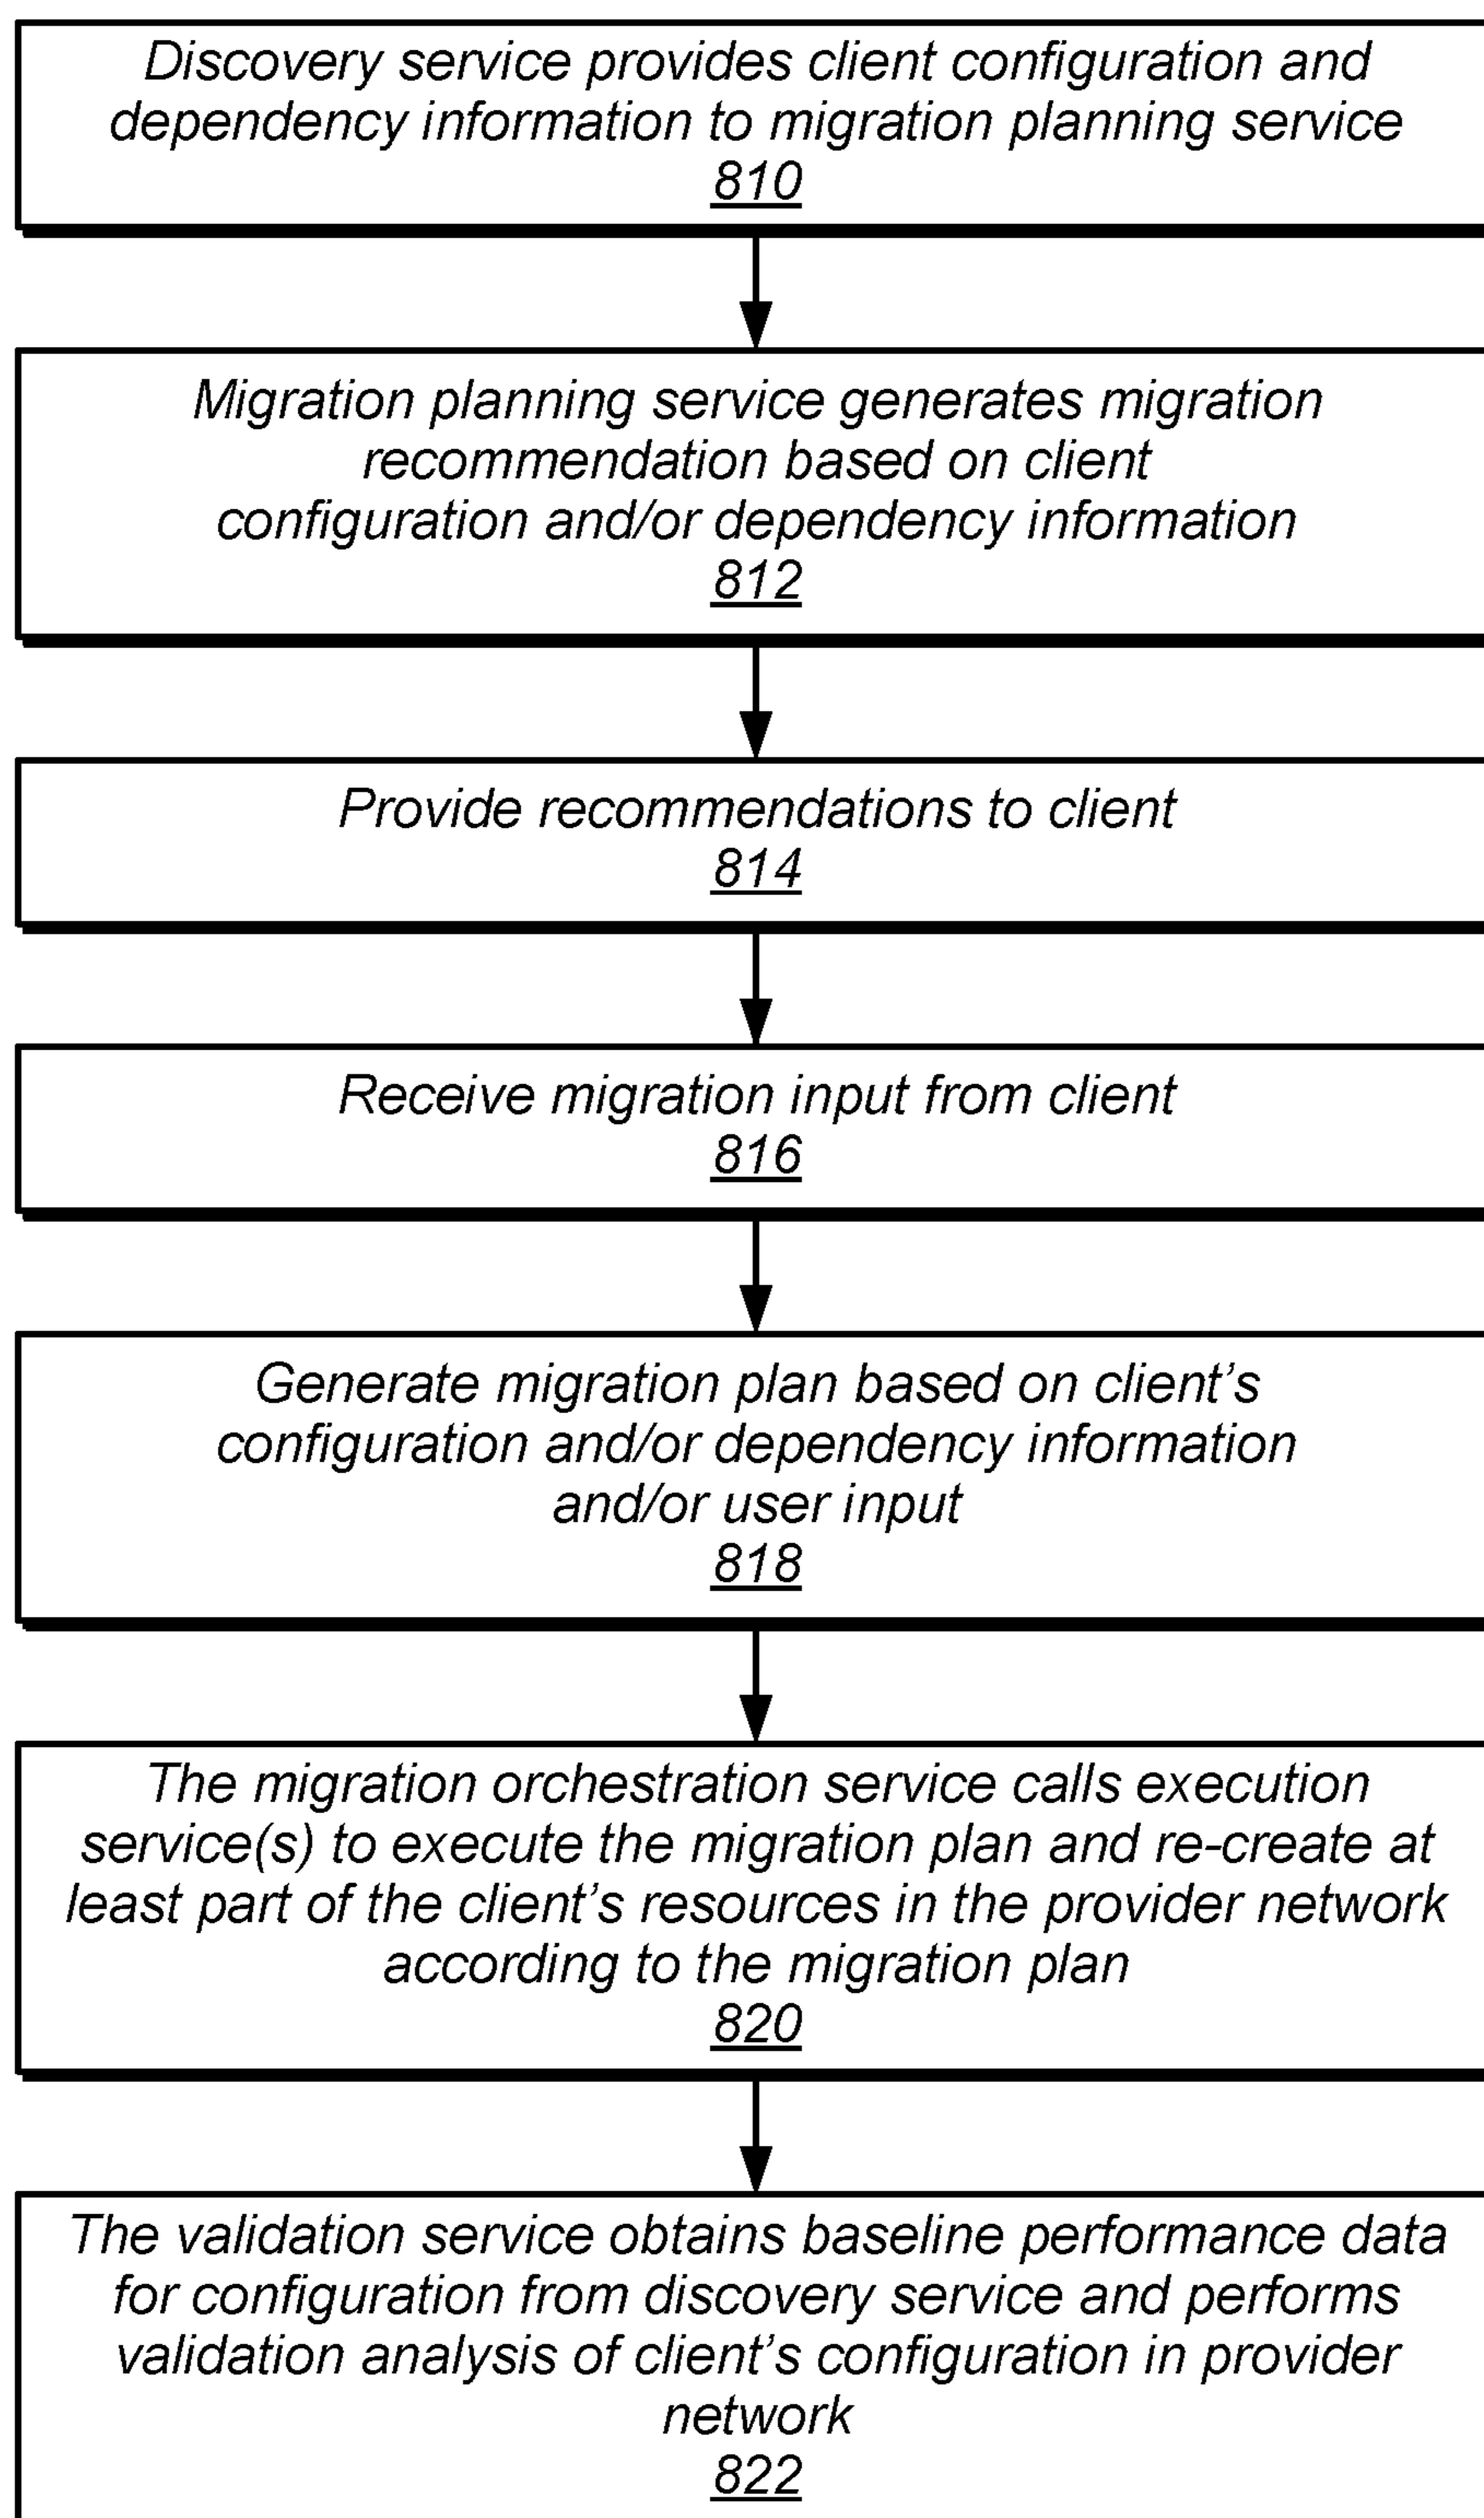 Discovery service provides client configuration and
dependency information to migration planning service
810
Migration planning service generates migration
recommendation based on client
configuration and/or dependency information
812
Provide recommendations to client
814
Receive migration input from client
816
Generate migration plan based on client’s
configuration and/or dependency information
and/or user input
818
The migration orchestration service calls execution
service(s) to execute the migration plan and re-create at
least part of the client’s resources in the provider network
according to the migration plan
820
The validation service obtains baseline performance data
for configuration from discovery service and performs
validation analysis of client’s configuration in provider
network
822